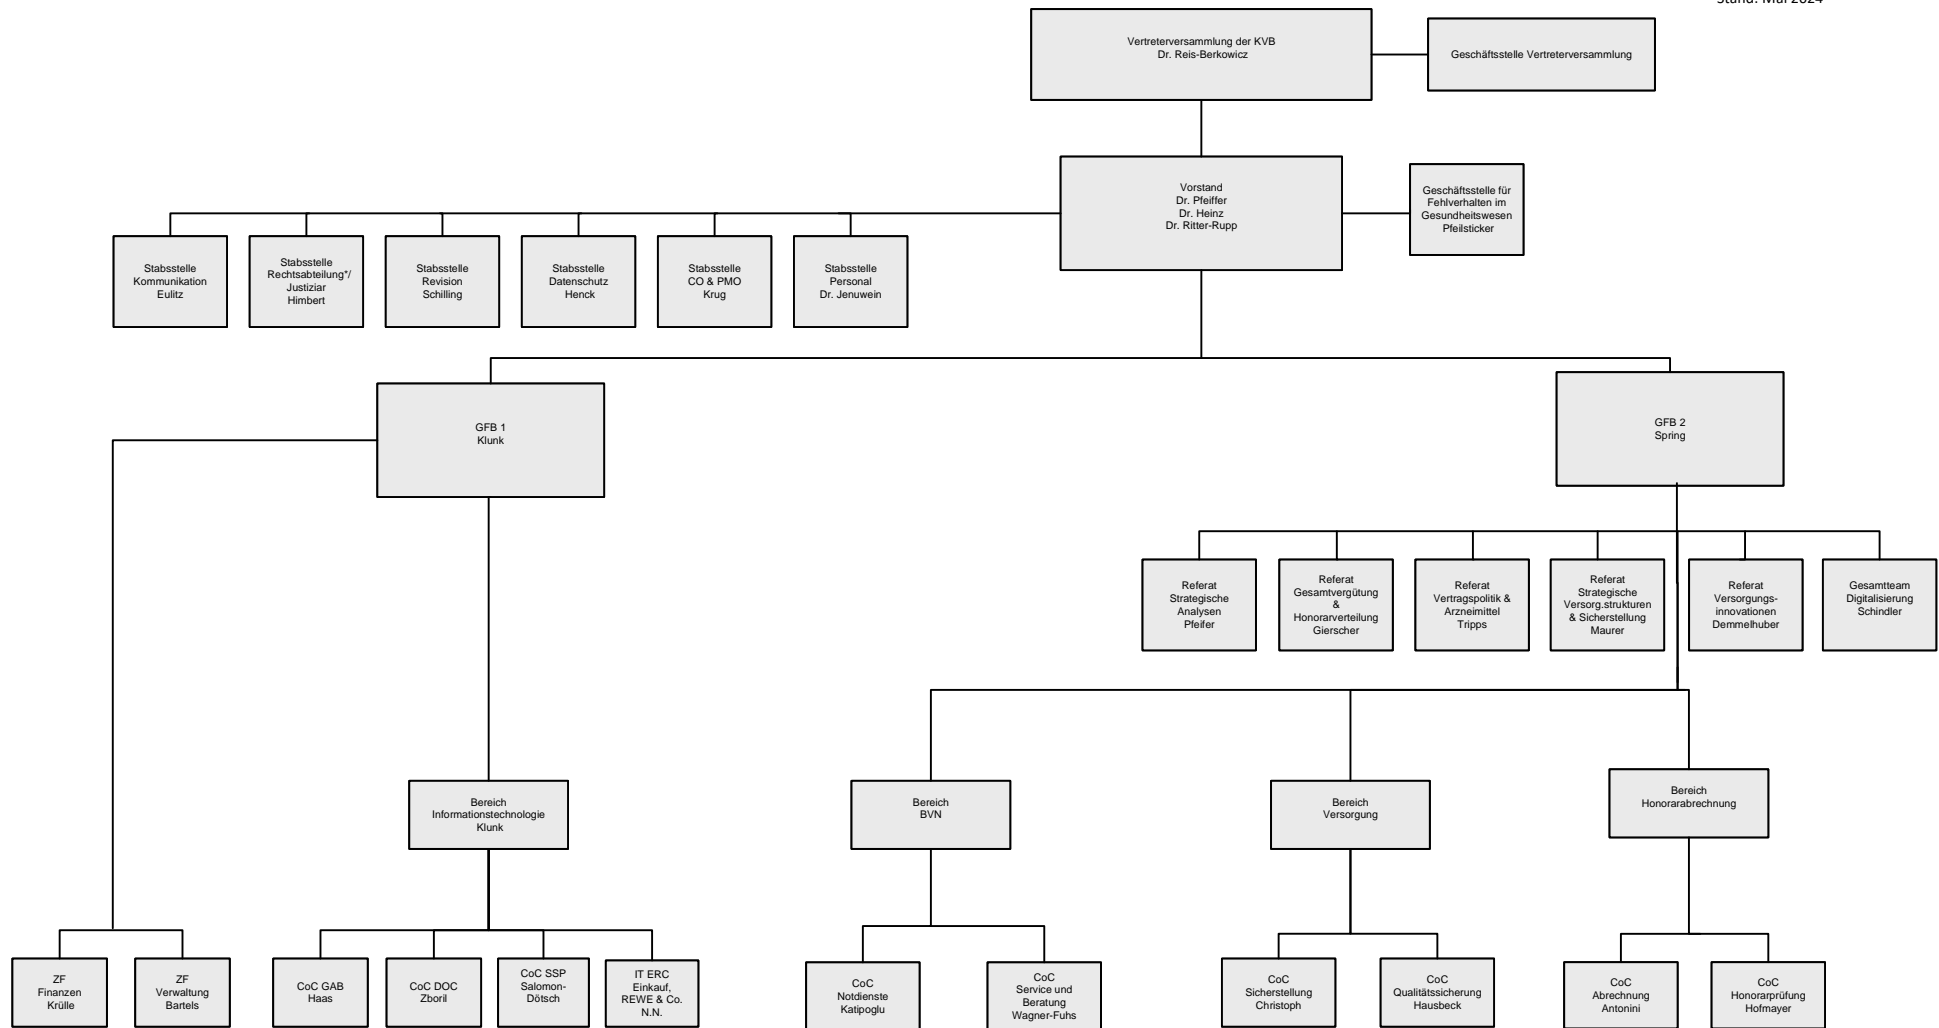 Stand: Mai 2024
Vertreterversammlung der KVB
Dr. Reis-Berkowicz
Geschäftsstelle Vertreterversammlung
Vorstand
Dr. Pfeiffer
Dr. Heinz
Dr. Ritter-Rupp
Geschäftsstelle für
Fehlverhalten im
Gesundheitswesen
Pfeilsticker
Stabsstelle
Kommunikation
Eulitz
Stabsstelle
Rechtsabteilung*/
Justiziar
Himbert
Stabsstelle
Revision
Schilling
Stabsstelle
Datenschutz
Henck
Stabsstelle
CO & PMO
Krug
Stabsstelle
Personal
Dr. Jenuwein
GFB 1
Klunk
GFB 2
Spring
Referat
Strategische
Analysen
Pfeifer
Referat
Gesamtvergütung
&
Honorarverteilung
Gierscher
Referat
Vertragspolitik &
Arzneimittel
Tripps
Referat
Strategische
Versorg.strukturen
& Sicherstellung
Maurer
Referat
Versorgungs-
innovationen
Demmelhuber
Gesamtteam
Digitalisierung
Schindler
Bereich
Informationstechnologie
Klunk
Bereich
BVN
Bereich
Versorgung
Bereich
Honorarabrechnung
ZF
Finanzen
Krülle
ZF
Verwaltung
Bartels
CoC GAB
Haas
CoC DOC
Zboril
CoC SSP
Salomon-
Dötsch
IT ERC
Einkauf,
REWE & Co.
N.N.
CoC
Notdienste
Katipoglu
CoC
Service und
Beratung
Wagner-Fuhs
CoC
Sicherstellung
Christoph
CoC
Qualitätssicherung
Hausbeck
CoC
Abrechnung
Antonini
CoC
Honorarprüfung
Hofmayer